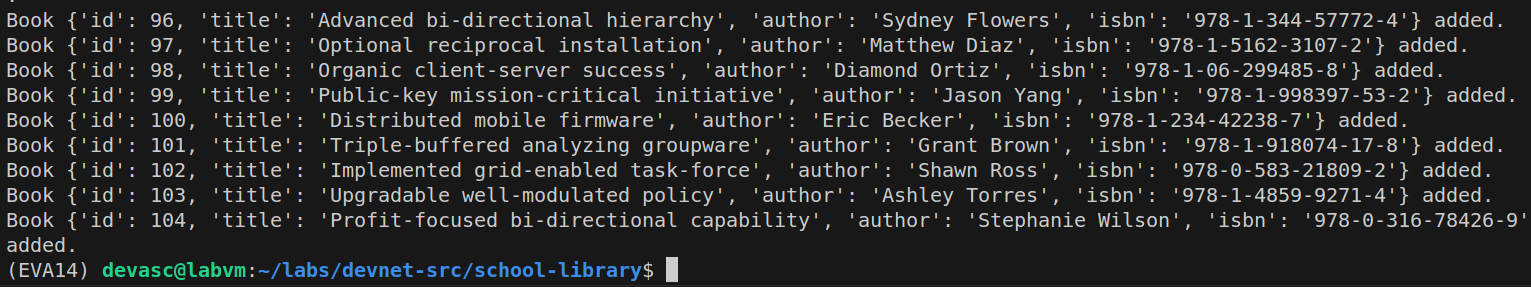 Book {'id': 96, 'title': 'Advanced bi-directional hierarchy', 'author': 'Sydney Flowers', 'isbn': '978-1-344-57772-4'} added.
Book {'id': 97, 'title': 'Optional reciprocal installation', 'author': 'Matthew Diaz', 'isbn': '978-1-5162-3107-2'} added.
Book {'id': 98, 'title': 'Organic client-server success', 'author': 'Diamond Ortiz', 'isbn': '978-1-06-299485-8'} added.
Book {'id': 99, 'title': 'Public-key mission-critical initiative', 'author': 'Jason Yang', 'isbn': '978-1-998397-53-2'} added.
Book {'id': 100, 'title': 'Distributed mobile firmware', 'author': 'Eric Becker', 'isbn': '978-1-234-42238-7'} added.
Book {'id': 101, 'title': 'Triple-buffered analyzing groupware', 'author': 'Grant Brown', 'isbn': '978-1-918074-17-8'} added.
Book {'id': 102, 'title': 'Implemented grid-enabled task-force', 'author': 'Shawn Ross', 'isbn': '978-0-583-21809-2'} added.
Book {'id': 103, 'title': 'Upgradable well-modulated policy', 'author': 'Ashley Torres', 'isbn': '978-1-4859-9271-4'} added.
Book {'id': 104, 'title': 'Profit-focused bi-directional capability', 'author': 'Stephanie Wilson', 'isbn': '978-0-316-78426-9'
added.
(EVA14) devasc@labvm:~/labs/devnet-src/school-library$